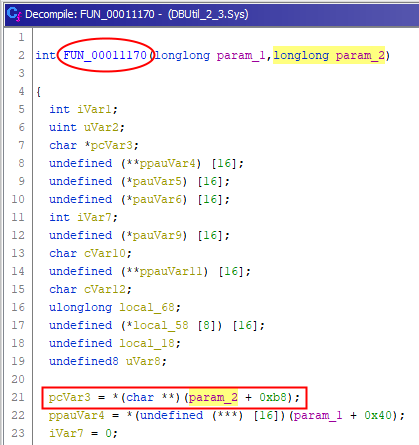 Decompile: FUN_00011170 - (DBUtil_2_3.Sys)
1
2 int FUN_00011170(longlong param_1,longlong param_2)
3
4 {
5 int iVar1;
6 uint uVar2;
7 char *pcVar3;
8 undefined (**ppauVar4) [16];
9 undefined (*pauVar5) [16];
10 undefined (*pauVar6) [16];
11 int iVar7;
12 undefined (*pauVar9) [16];
13 char cVar10;
14 undefined (**ppauVar11) [16];
15 char cVar12;
16 ulonglong local_68;
17 undefined (*local_58 [8]) [16];
18 undefined local_18;
19 undefined8 uVar8;
20
21 pcVar3 = *(char **)(param_2 + 0xb8);
22 ppauVar4 = *(undefined (***) [16])(param_1 + 0x40);
23 iVar7 = 0;